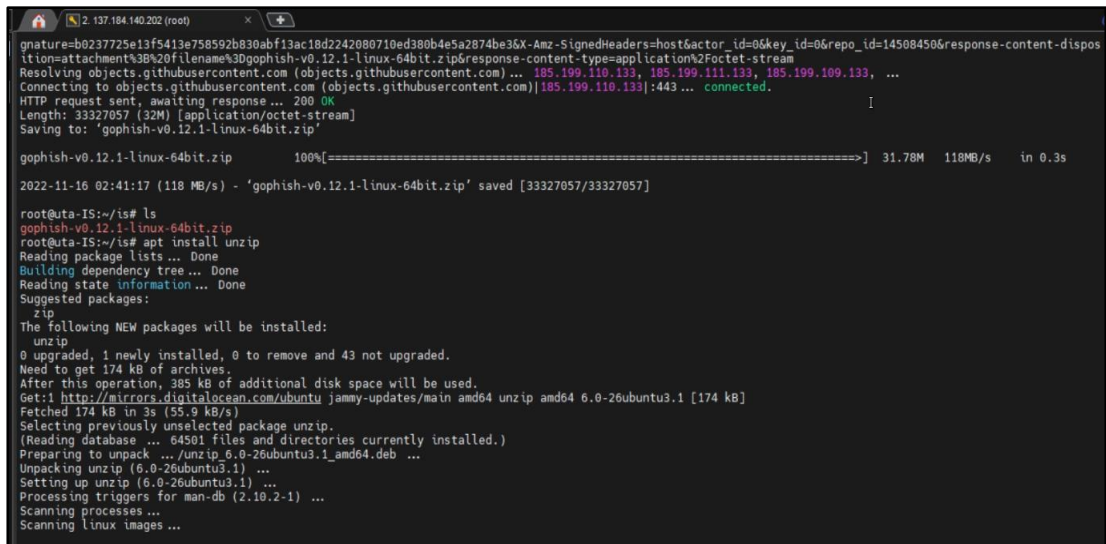 2. 137.184.140.202 (root)
gnature=b0237725e13f5413e758592b830abf13ac18d2242080710ed380b4e5a2874be3&X-Amz-SignedHeaders=host&actor_id=0&key_id=0&repo_id=14508450&response-content-dispos
ition=attachment%3B%20filename%3Dgophish-v0.12.1-linux-64bit.zip&response-content-type=application%2Foctet-stream
Resolving objects.githubusercontent.com (objects.githubusercontent.com)... 185.199.110.133, 185.199.111.133, 185.199.109.133, ...
Connecting to objects.githubusercontent.com (objects.githubusercontent.com)|185.199.110.133|:443... connected.
HTTP request sent, awaiting response... 200 OK
Length: 33327057 (32M) [application/octet-stream]
Saving to: ‘gophish-v0.12.1-linux-64bit.zip’
gophish-v0.12.1-linux-64bit.zip 100%[==============================================================================>] 31.78M 118MB/s in 0.3s
2022-11-16 02:41:17 (118 MB/s) - ‘gophish-v0.12.1-linux-64bit.zip’ saved [33327057/33327057]
root@uta-IS:~/is# ls
gophish-v0.12.1-linux-64bit.zip
root@uta-IS:~/is# apt install unzip
Reading package lists... Done
Building dependency tree... Done
Reading state information... Done
Suggested packages:
zip
The following NEW packages will be installed:
unzip
0 upgraded, 1 newly installed, 0 to remove and 43 not upgraded.
Need to get 174 kB of archives.
After this operation, 385 kB of additional disk space will be used.
Get:1 http://mirrors.digitalocean.com/ubuntu jammy-updates/main amd64 unzip amd64 6.0-26ubuntu3.1 [174 kB]
Fetched 174 kB in 3s (55.9 kB/s)
Selecting previously unselected package unzip.
(Reading database ... 64501 files and directories currently installed.)
Preparing to unpack .../unzip_6.0-26ubuntu3.1_amd64.deb ...
Unpacking unzip (6.0-26ubuntu3.1) ...
Setting up unzip (6.0-26ubuntu3.1) ...
Processing triggers for man-db (2.10.2-1) ...
Scanning processes...
Scanning linux images...